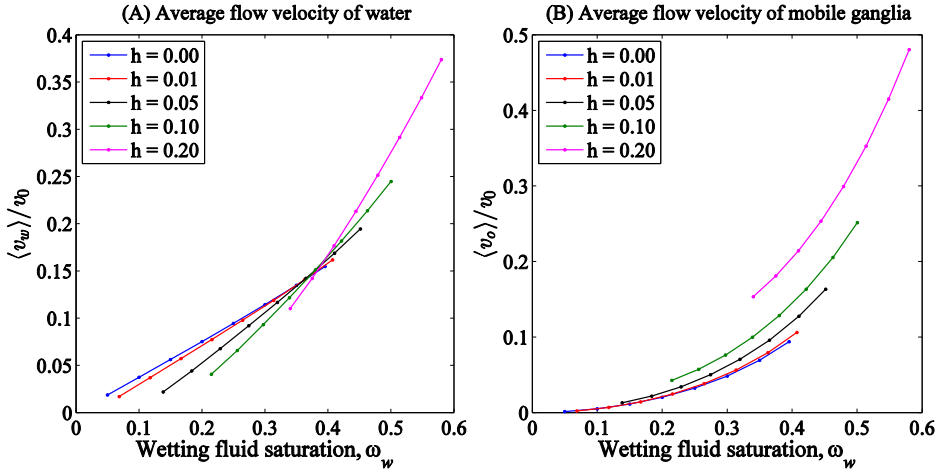 (A) Average flow velocity of water
0.4
0.35
0.3
0.25
0.2
0.15
0.1
0.05
0
⟨v_w⟩/v_0
h = 0.00
h = 0.01
h = 0.05
h = 0.10
h = 0.20
0 0.1 0.2 0.3 0.4 0.5 0.6
Wetting fluid saturation, ω_w
(B) Average flow velocity of mobile ganglia
0.5
0.4
0.3
0.2
0.1
0
⟨v_o⟩/v_0
h = 0.00
h = 0.01
h = 0.05
h = 0.10
h = 0.20
0 0.1 0.2 0.3 0.4 0.5 0.6
Wetting fluid saturation, ω_w